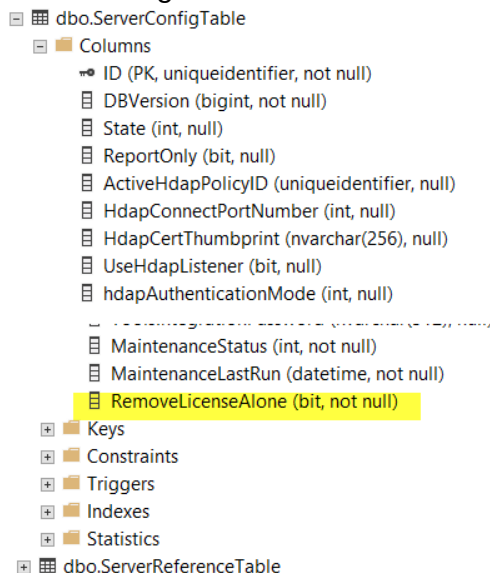 dbo.ServerConfigTable
Columns
ID (PK, uniqueidentifier, not null)
DBVersion (bigint, not null)
State (int, null)
ReportOnly (bit, null)
ActiveHdapPolicyID (uniqueidentifier, null)
HdapConnectPortNumber (int, null)
HdapCertThumbprint (nvarchar(256), null)
UseHdapListener (bit, null)
hdapAuthenticationMode (int, null)
MaintenanceStatus (int, not null)
MaintenanceLastRun (datetime, not null)
RemoveLicenseAlone (bit, not null)
Keys
Constraints
Triggers
Indexes
Statistics
dbo.ServerReferenceTable